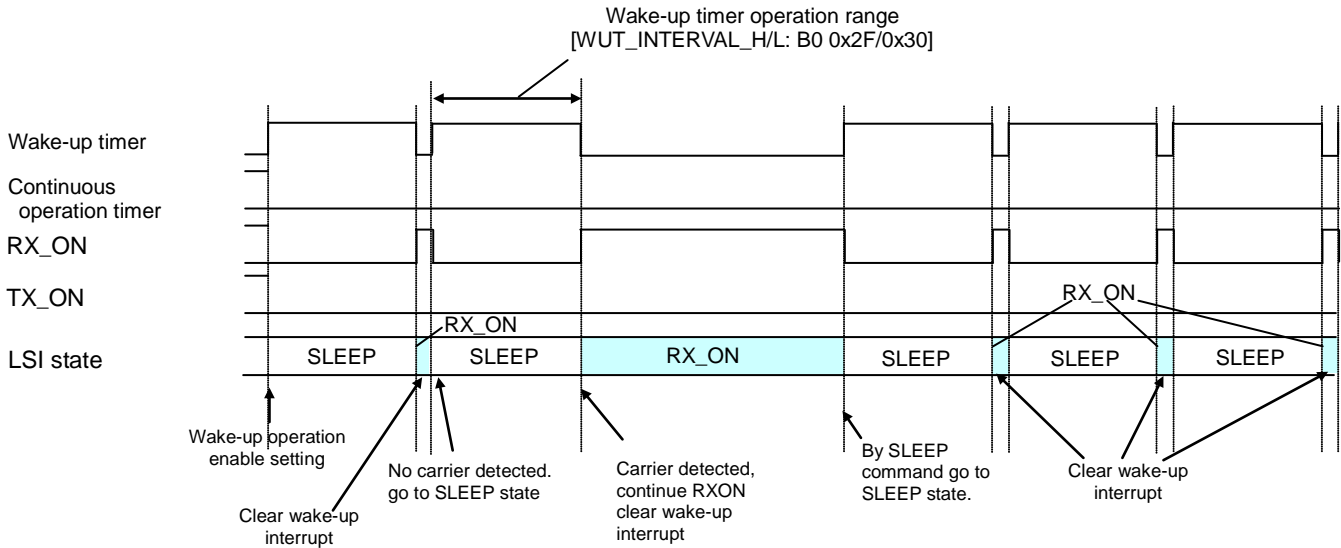 Wake-up timer operation range
[WUT_INTERVAL_H/L: B0 0x2F/0x30]
Wake-up timer
Continuous
operation timer
RX_ON
TX_ON
RX_ON
RX_ON
LSI state
SLEEP
SLEEP
RX_ON
SLEEP
SLEEP
SLEEP
Wake-up operation
enable setting
Clear wake-up
interrupt
No carrier detected.
go to SLEEP state
Carrier detected,
continue RXON
clear wake-up
interrupt
By SLEEP
command go to
SLEEP state.
Clear wake-up
interrupt